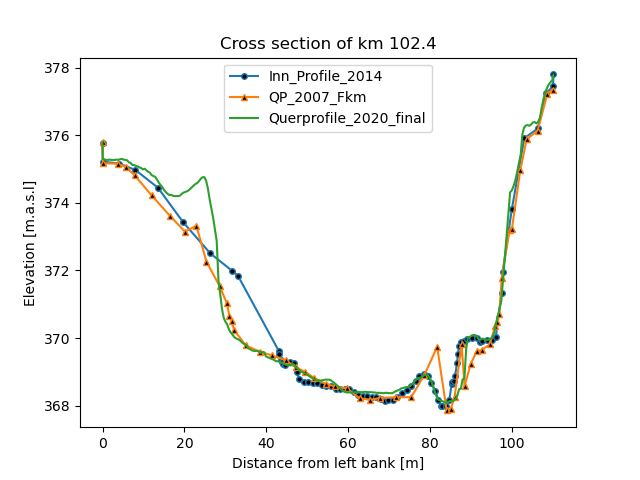 Cross section of km 102.4
Inn_Profile_2014
QP_2007_Fkm
Querprofile_2020_final
Elevation [m.a.s.l]
378
376
374
372
370
368
0 20 40 60 80 100
Distance from left bank [m]